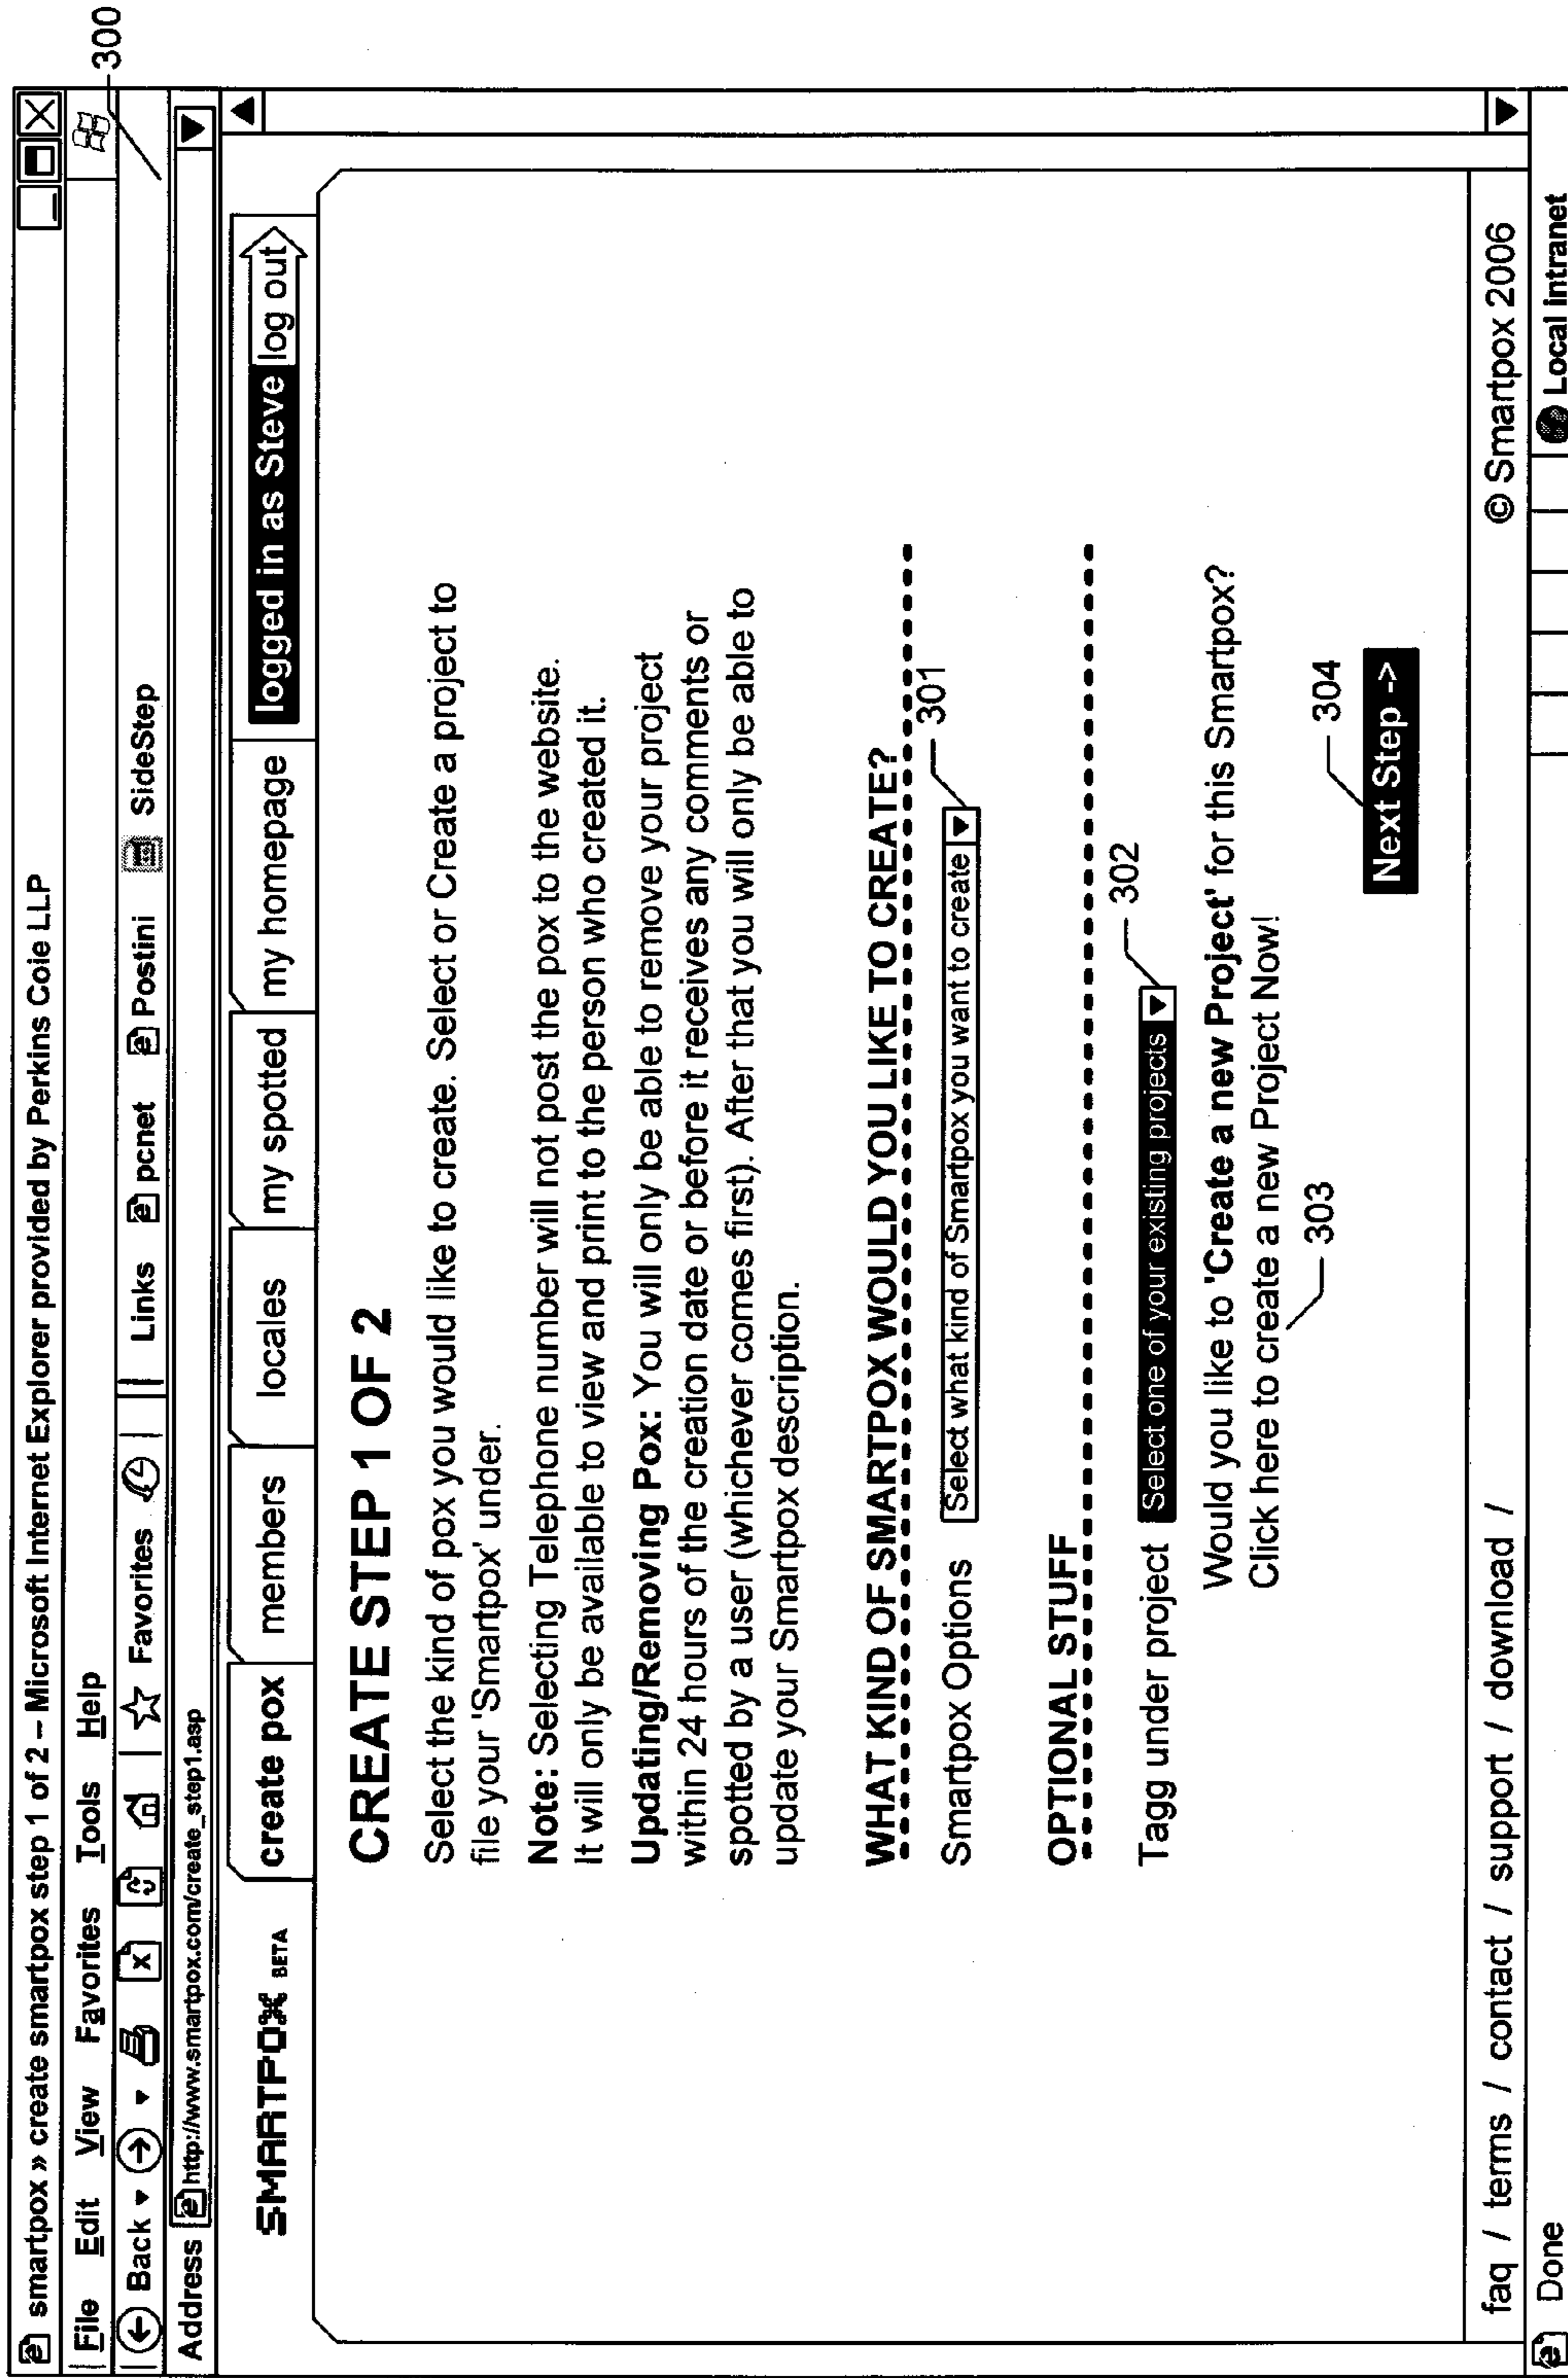 smartpox » create smartpox step 1 of 2 – Microsoft Internet Explorer provided by Perkins Coie LLP
File Edit View Favorites Tools Help
300
Back Favorites Links pcnet Postini SideStep
Address http://www.smartpox.com/create_step1.asp
SMARTPOX BETA create pox members locales my spotted my homepage logged in as Steve log out
CREATE STEP 1 OF 2
Select the kind of pox you would like to create. Select or Create a project to
file your 'Smartpox' under.
Note: Selecting Telephone number will not post the pox to the website.
It will only be available to view and print to the person who created it.
Updating/Removing Pox: You will only be able to remove your project
within 24 hours of the creation date or before it receives any comments or
spotted by a user (whichever comes first). After that you will only be able to
update your Smartpox description.
WHAT KIND OF SMARTPOX WOULD YOU LIKE TO CREATE?
301
Smartpox Options Select what kind of Smartpox you want to create
OPTIONAL STUFF
302
Tagg under project Select one of your existing projects
Would you like to 'Create a new Project' for this Smartpox?
Click here to create a new Project Now!
303
304
Next Step ->
faq / terms / contact / support / download / © Smartpox 2006
Done Local intranet